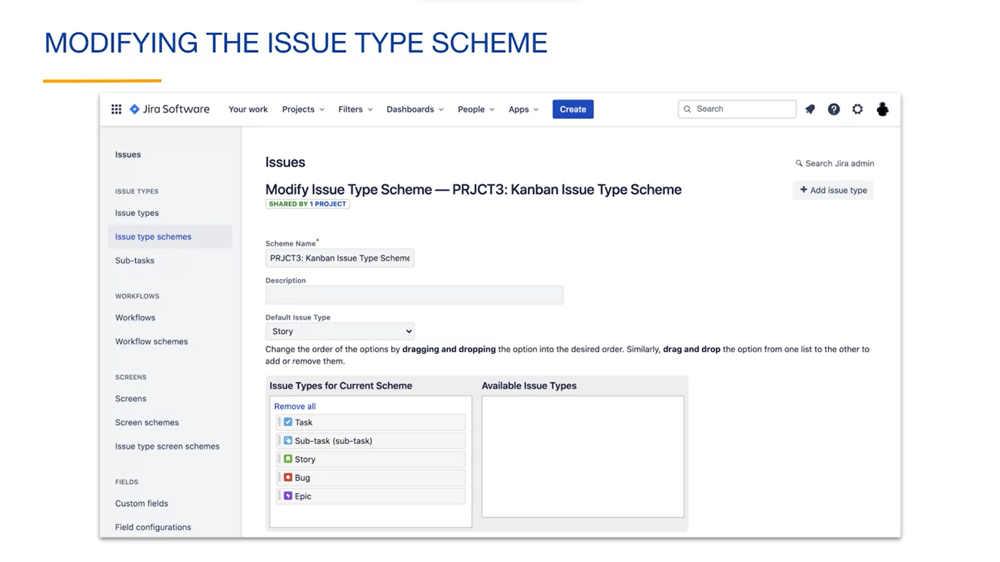 MODIFYING THE ISSUE TYPE SCHEME
Jira Software Your work Projects Filters Dashboards People Apps Create Search
Issues
ISSUE TYPES
Issue types
Issue type schemes
Sub-tasks
WORKFLOWS
Workflows
Workflow schemes
SCREENS
Screens
Screen schemes
Issue type screen schemes
FIELDS
Custom fields
Field configurations
Issues
Search Jira admin
Modify Issue Type Scheme — PRJCT3: Kanban Issue Type Scheme
+ Add issue type
SHARED BY 1 PROJECT
Scheme Name*
PRJCT3: Kanban Issue Type Scheme
Description
Default Issue Type
Story
Change the order of the options by dragging and dropping the option into the desired order. Similarly, drag and drop the option from one list to the other to
add or remove them.
Issue Types for Current Scheme
Remove all
Task
Sub-task (sub-task)
Story
Bug
Epic
Available Issue Types